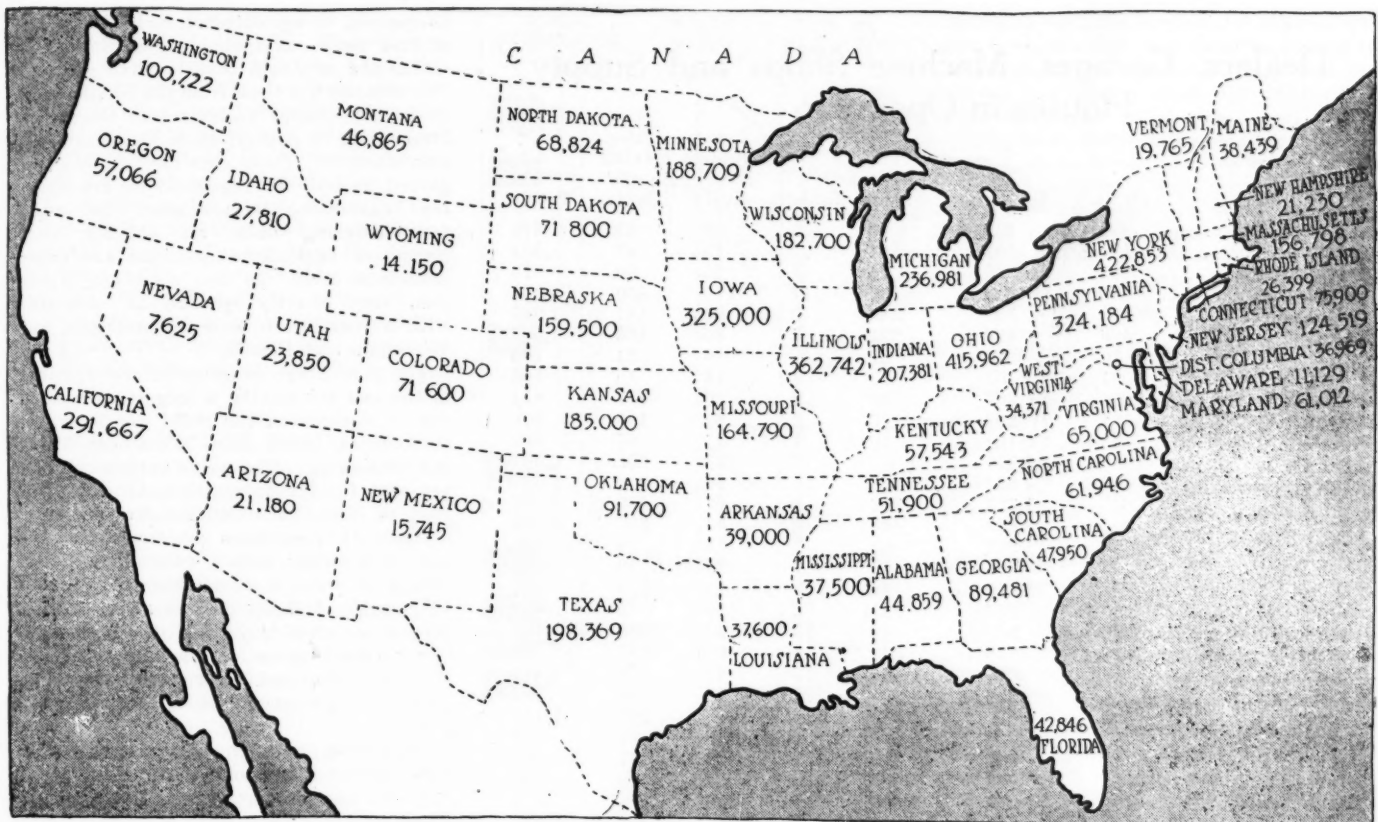 CANADA
WASHINGTON
100,722
OREGON
57,066
CALIFORNIA
291,667
NEVADA
7,625
IDAHO
27,810
MONTANA
46,865
WYOMING
14.150
UTAH
23,850
COLORADO
71 600
ARIZONA
21,180
NEW MEXICO
15,745
NORTH DAKOTA
68,824
SOUTH DAKOTA
71 800
NEBRASKA
159.500
KANSAS
185.000
OKLAHOMA
91.700
TEXAS
198.369
MINNESOTA
188,709
IOWA
325,000
MISSOURI
164.790
ARKANSAS
39,000
37,600
LOUISIANA
WISCONSIN
182.700
ILLINOLS
362,742
MICHIGAN
236,981
INDIANA
207,381
OHIO
415,962
KENTUCKY
57,543
TENNESSEE
51,900
MISSISSIPPI
37,500
ALABAMA
44.859
GEORGIA
89,481
42,846
FLORIDA
SOUTH
CAROLINA
47,950
NORTH CAROLINA
61,946
VIRGINIA
65,000
WEST
VIRGINIA
34,371
PENNSYLVANIA
324.184
NEW YORK
422,853
VERMONT
19,765
MAINE
38,439
NEW HAMPSHIRE
21,230
MASSACHUSETTS
156,798
RHODE ISLAND
26,399
CONNECTICUT 75,900
NEW JERSEY 124,519
DIST. COLUMBIA 36,969
DELAWARE 11,129
MARYLAND 61,012